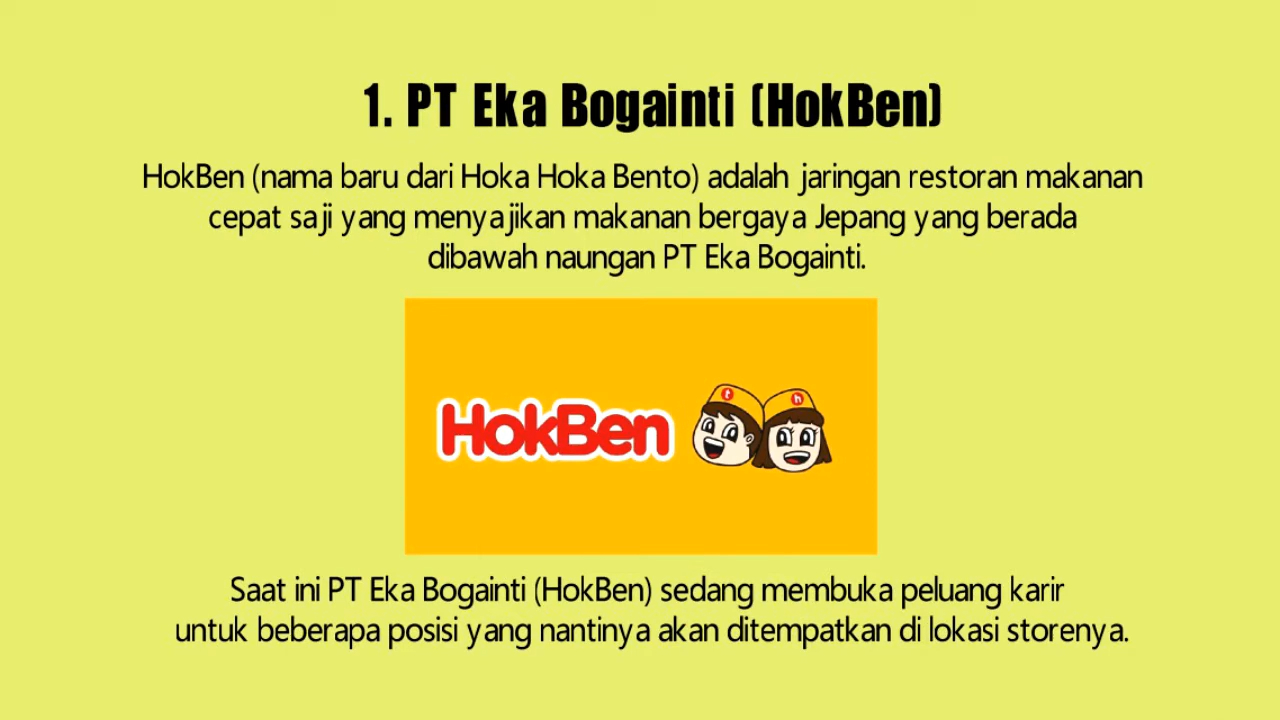 1. PT Eka Bogainti (HokBen)
HokBen (nama baru dari Hoka Hoka Bento) adalah jaringan restoran makanan
cepat saji yang menyajikan makanan bergaya Jepang yang berada
dibawah naungan PT Eka Bogainti.
t h
HokBen
Saat ini PT Eka Bogainti (HokBen) sedang membuka peluang karir
untuk beberapa posisi yang nantinya akan ditempatkan di lokasi storenya.